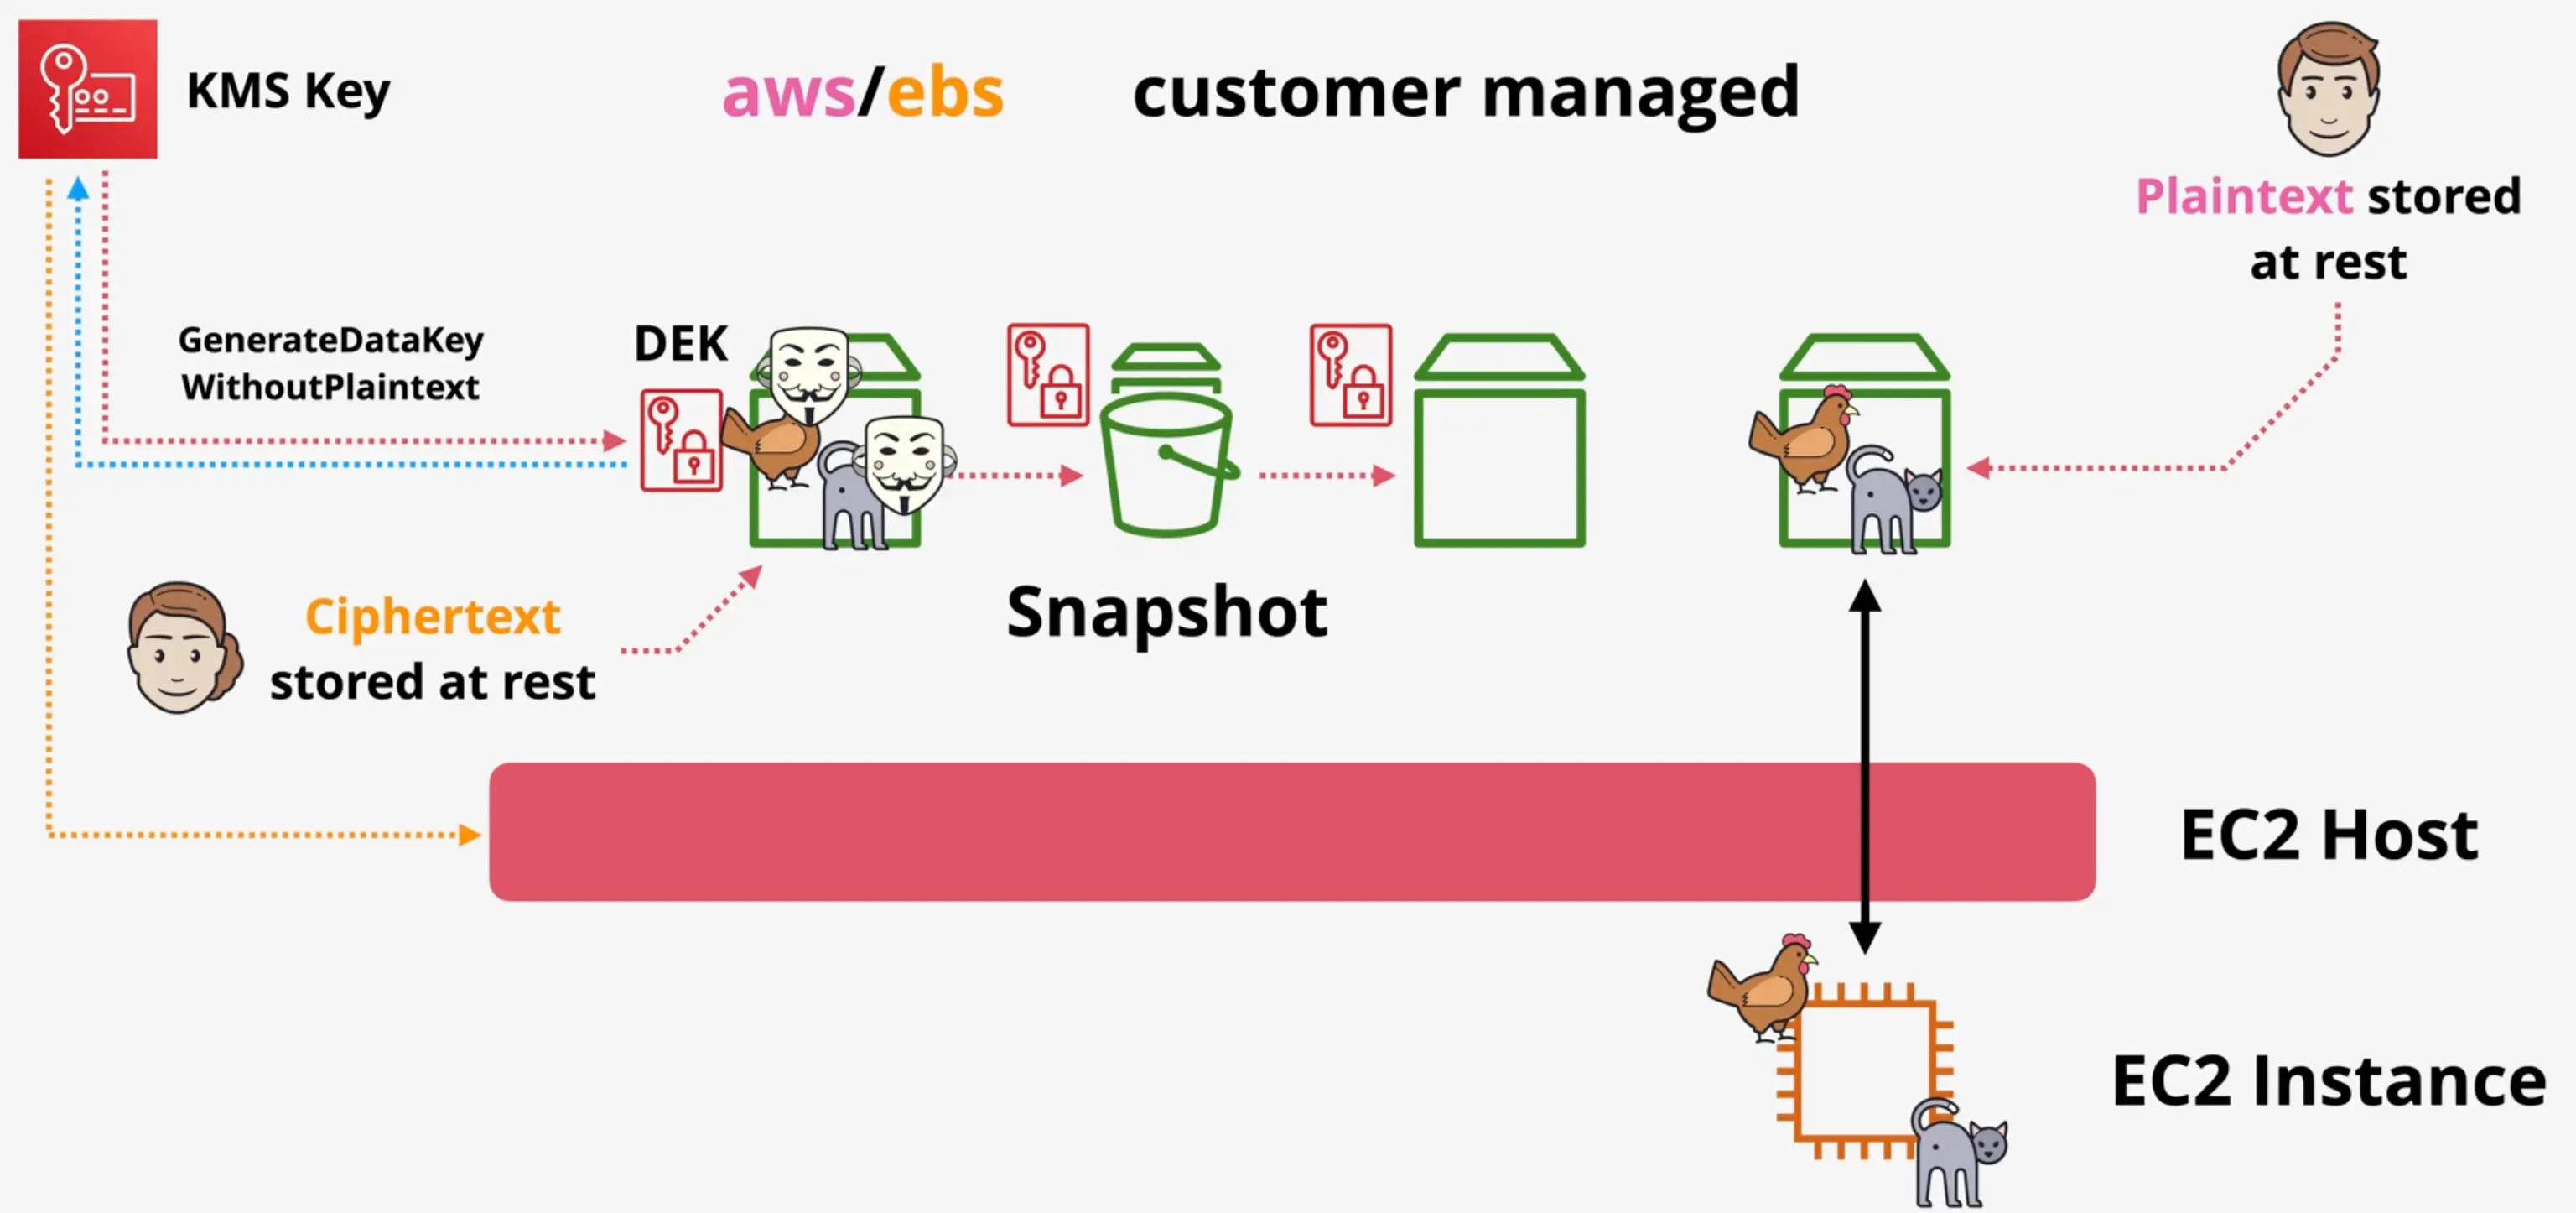 KMS Key
aws/ebs
customer managed
Plaintext stored
at rest
GenerateDataKey
WithoutPlaintext
DEK
Ciphertext
stored at rest
Snapshot
EC2 Host
EC2 Instance